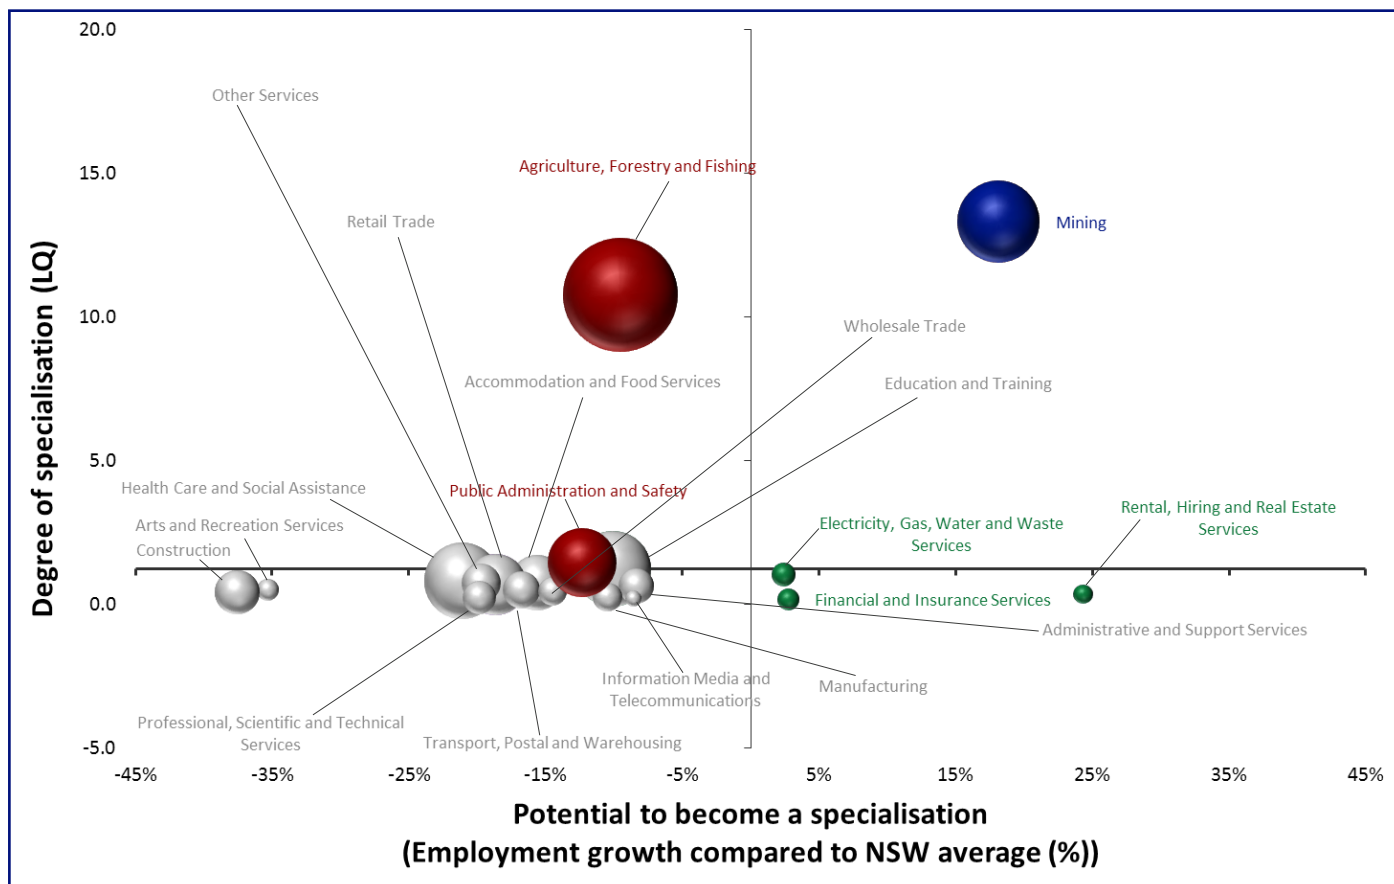 20.0
Other Services
15.0
Agriculture, Forestry and Fishing
Retail Trade
Mining
10.0
Wholesale Trade
Accommodation and Food Services
Education and Training
5.0
Health Care and Social Assistance
Public Administration and Safety
Arts and Recreation Services
Construction
Electricity, Gas, Water and Waste
Services
Rental, Hiring and Real Estate
Services
0.0
Financial and Insurance Services
Administrative and Support Services
Information Media and
Telecommunications
Manufacturing
Professional, Scientific and Technical
Services
Transport, Postal and Warehousing
-5.0
-45% -35% -25% -15% -5% 5% 15% 25% 35% 45%
Degree of specialisation (LQ)
Potential to become a specialisation
(Employment growth compared to NSW average (%))